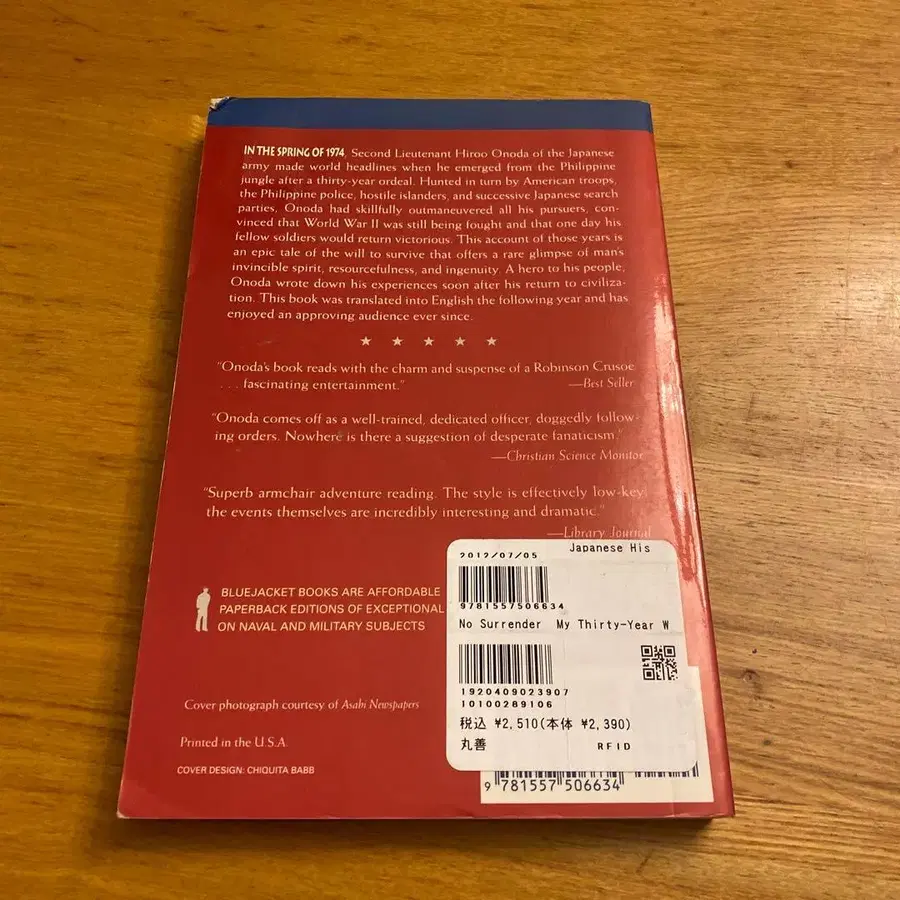 IN THE SPRING OF 1974, Second Lieutenant Hiroo Onoda of the Japanese
army made world headlines when he emerged from the Philippine
jungle after a thirty-year ordeal. Hunted in turn by American troops,
the Philippine police, hostile islanders, and successive Japanese search
parties, Onoda had skillfully outmaneuvered all his pursuers, con-
vinced that World War II was still being fought and that one day his
fellow soldiers would return victorious. This account of those years is
an epic tale of the will to survive that offers a rare glimpse of man's
invincible spirit, resourcefulness, and ingenuity. A hero to his people,
Onoda wrote down his experiences soon after his return to civiliza-
tion. This book was translated into English the following year and has
enjoyed an approving audience ever since.
"Onoda's book reads with the charm and suspense of a Robinson Crusoe
. . . fascinating entertainment."
—Best Seller
"Onoda comes off as a well-trained, dedicated officer, doggedly follow-
ing orders. Nowhere is there a suggestion of desperate fanaticism."
—Christian Science Monitor
"Superb armchair adventure reading. The style is effectively low-key,
the events themselves are incredibly interesting and dramatic."
—Library Journal
BLUEJACKET BOOKS ARE AFFORDABLE
PAPERBACK EDITIONS OF EXCEPTIONAL
ON NAVAL AND MILITARY SUBJECTS
Cover photograph courtesy of Asahi Newspapers
Printed in the U.S.A.
COVER DESIGN: CHIQUITA BABB
2012/07/05 Japanese His
9781557506634
No Surrender My Thirty-Year W
1920409023907
10100289106
税込 ¥2,510(本体 ¥2,390)
丸善 RFID
9 781557 506634